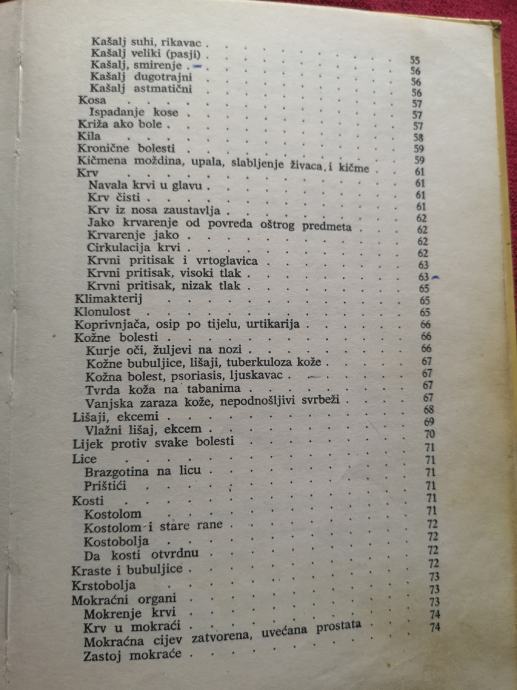 Kašalj suhi, rikavac 55
Kašalj veliki (pasji) 56
Kašalj, smirenje 56
Kašalj dugotrajni 56
Kašalj astmatični 57
Kosa 57
Ispadanje kose 57
Križa ako bole 58
Kila 59
Kronične bolesti 59
Kičmena moždina, upala, slabljenje živaca i kičme 61
Krv 61
Navala krvi u glavu 61
Krv čisti 61
Krv iz nosa zaustavlja 62
Jako krvarenje od povreda oštrog predmeta 62
Krvarenje jako 62
Cirkulacija krvi 62
Krvni pritisak i vrtoglavica 63
Krvni pritisak, visoki tlak 63
Krvni pritisak, nizak tlak 65
Klimakterij 65
Klonulost 65
Koprivnjača, osip po tijelu, urtikarija 66
Kožne bolesti 66
Kurje oči, žuljevi na nozi 66
Kožne bubuljice, lišaji, tuberkuloza kože 67
Kožna bolest, psoriasis, ljuskavac 67
Tvrda koža na tabanima 67
Vanjska zaraza kože, nepodnošljivi svrbeži 67
Lišaji, ekcemi 68
Vlažni lišaj, ekcem 69
Lijek protiv svake bolesti 70
Lice 71
Brazgotina na licu 71
Prištići 71
Kosti 71
Kostolom 71
Kostolom i stare rane 71
Kostobolja 72
Da kosti otvrdnu 72
Kraste i bubuljice 72
Krstobolja 72
Mokraćni organi 73
Mokrenje krvi 73
Krv u mokraći 73
Mokraćna cijev zatvorena, uvećana prostata 74
Zastoj mokraće 74